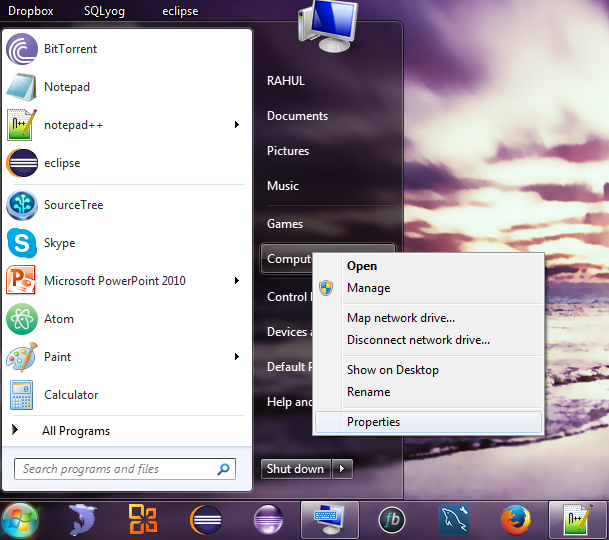 Dropbox SQLyog eclipse
BitTorrent
Notepad
notepad++
eclipse
SourceTree
Skype
Microsoft PowerPoint 2010
Atom
Paint
Calculator
All Programs
Search programs and files
RAHUL
Documents
Pictures
Music
Games
Comput
Control
Devices a
Default P
Help and
Shut down
Open
Manage
Map network drive...
Disconnect network drive...
Show on Desktop
Rename
Properties